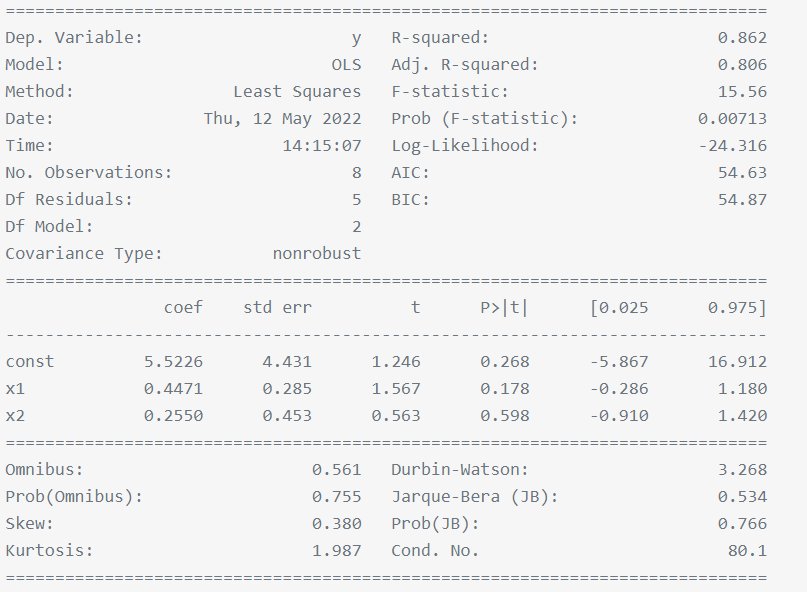 ==============================================================================
Dep. Variable:                      y   R-squared:                       0.862
Model:                            OLS   Adj. R-squared:                  0.806
Method:                 Least Squares   F-statistic:                     15.56
Date:                Thu, 12 May 2022   Prob (F-statistic):            0.00713
Time:                        14:15:07   Log-Likelihood:                -24.316
No. Observations:                   8   AIC:                             54.63
Df Residuals:                       5   BIC:                             54.87
Df Model:                           2
Covariance Type:            nonrobust
==============================================================================
                 coef    std err          t      P>|t|      [0.025      0.975]
------------------------------------------------------------------------------
const          5.5226      4.431      1.246      0.268      -5.867      16.912
x1             0.4471      0.285      1.567      0.178      -0.286       1.180
x2             0.2550      0.453      0.563      0.598      -0.910       1.420
==============================================================================
Omnibus:                        0.561   Durbin-Watson:                   3.268
Prob(Omnibus):                  0.755   Jarque-Bera (JB):                0.534
Skew:                           0.380   Prob(JB):                        0.766
Kurtosis:                       1.987   Cond. No.                         80.1
==============================================================================